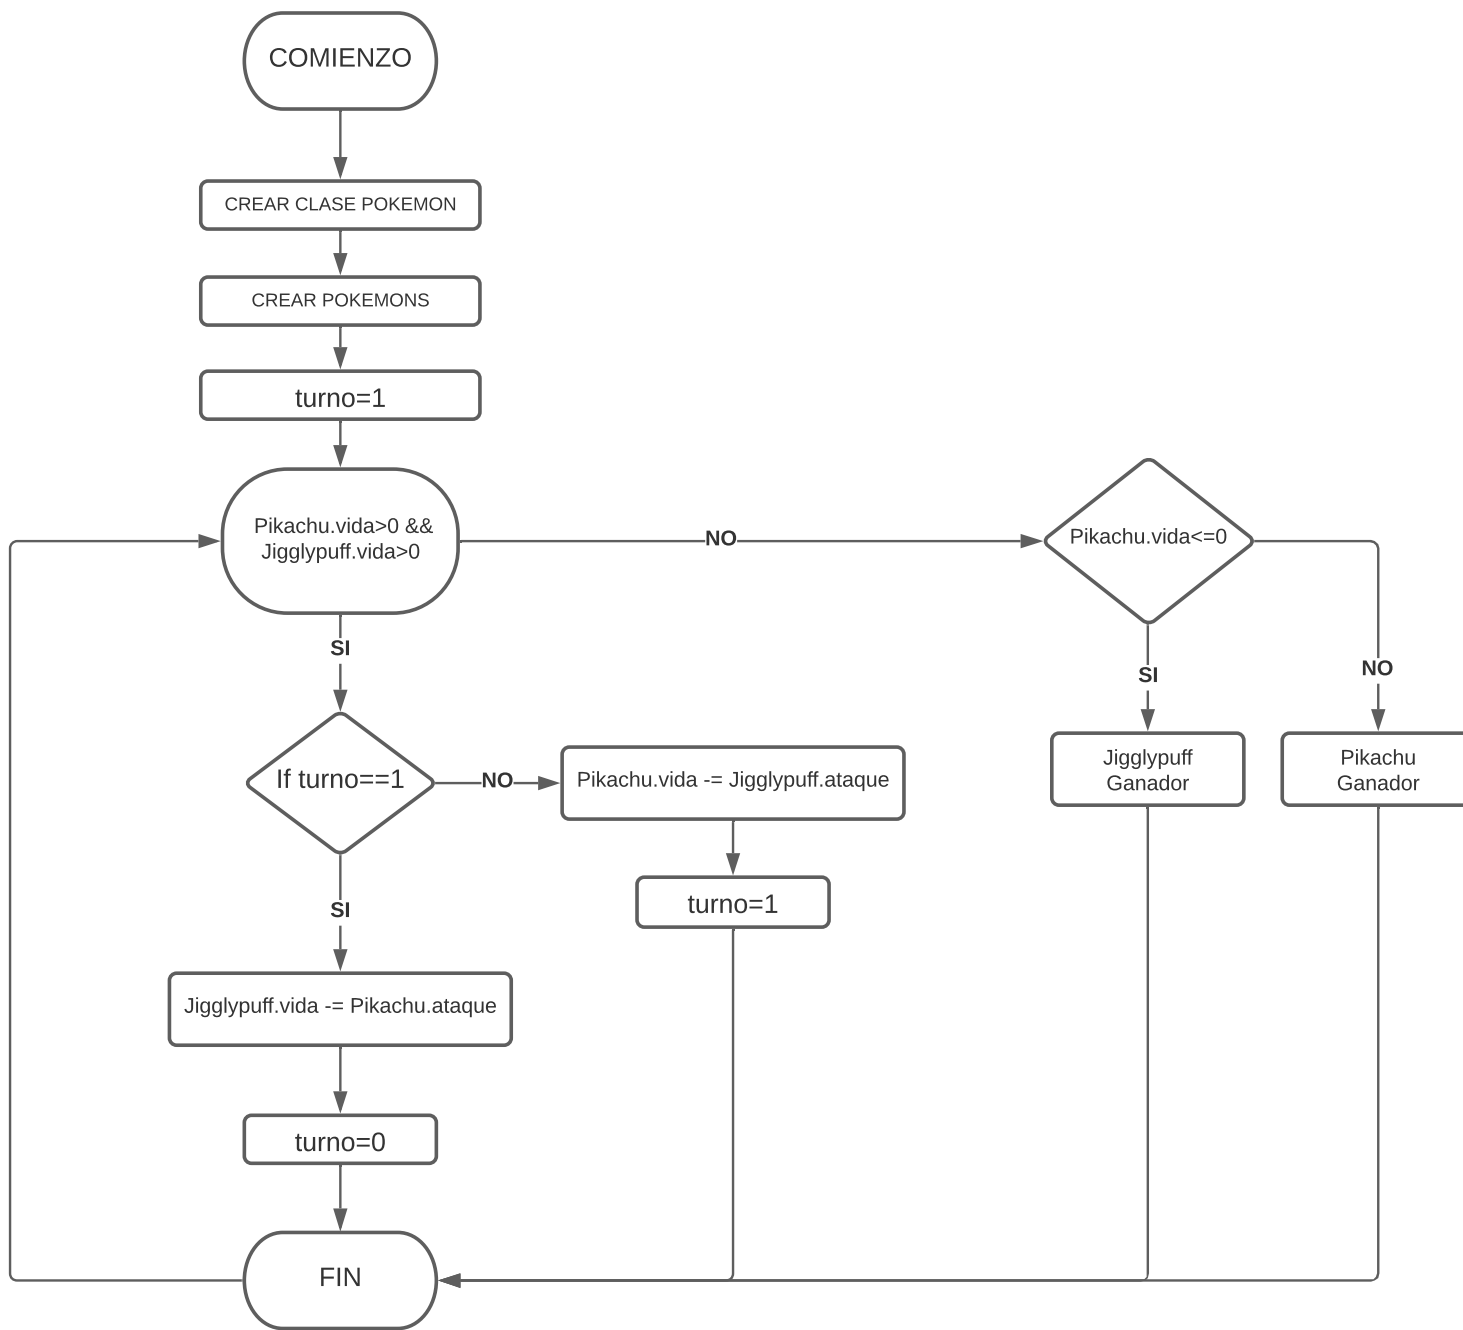 COMIENZO
CREAR CLASE POKEMON
CREAR POKEMONS
turno=1
Pikachu.vida>0 &&
Jigglypuff.vida>0
NO
Pikachu.vida<=0
SI
SI
NO
Jigglypuff
Ganador
Pikachu
Ganador
If turno==1
NO
Pikachu.vida -= Jigglypuff.ataque
turno=1
SI
Jigglypuff.vida -= Pikachu.ataque
turno=0
FIN